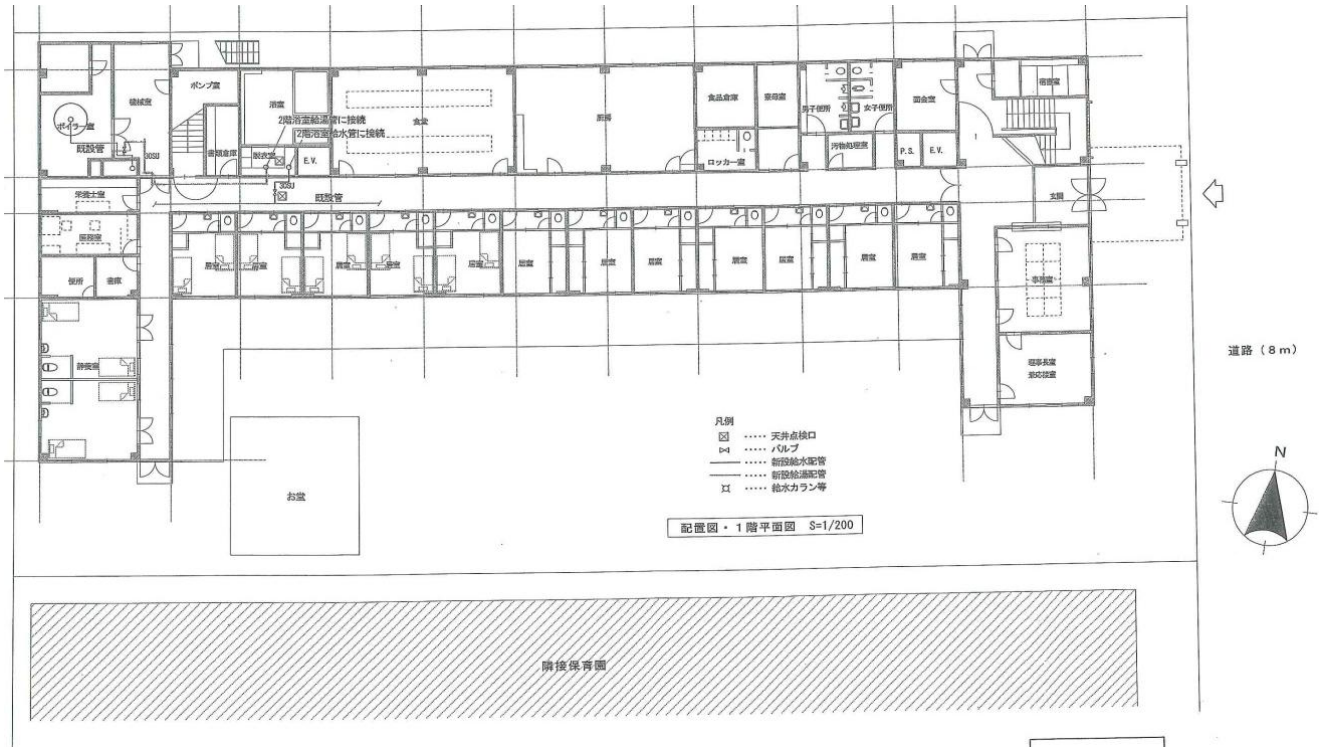 機械室
ポンプ室
浴室
ボイラー室
既設管
30SU
2階浴室給湯管に接続
2階浴室給水管に接続
書類倉庫
脱衣室
E.V.
食堂
厨房
食品倉庫
ロッカー室
男子便所
女子便所
汚物処理室
面会室
P.S.
E.V.
宿直室
玄関
30SU
既設管
栄養士室
医務室
便所
書庫
静養室
居室
居室
居室
居室
居室
居室
居室
居室
居室
居室
居室
居室
事務室
理事長室
兼応接室
道路（8m）
N
凡例
天井点検口
バルブ
新設給水配管
新設給湯配管
給水カラン等
配置図・1階平面図 S=1/200
お堂
隣接保育園